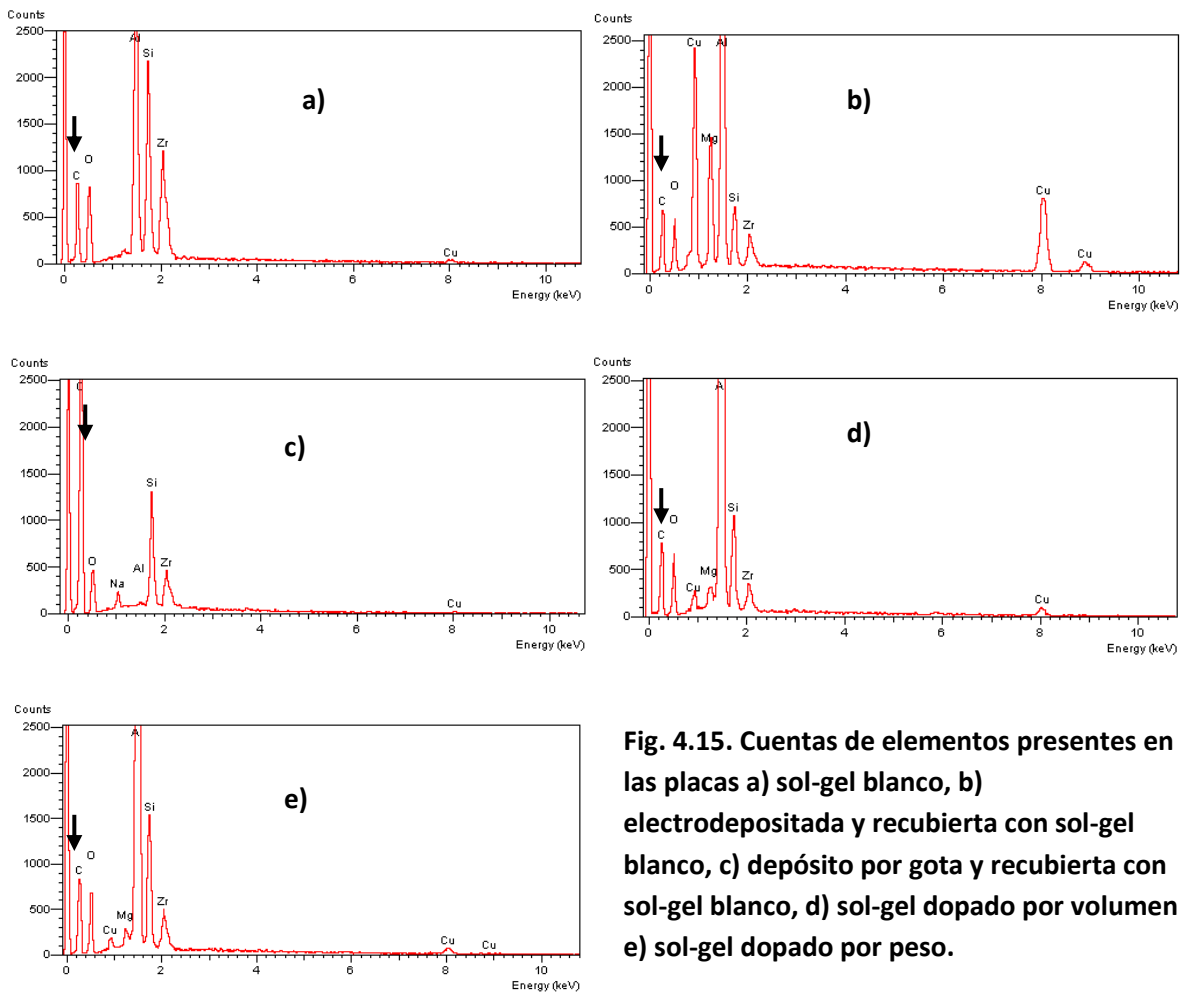 Counts
2500
2000
1500
1000
500
0
Al
Si
Zr
C
O
Cu
a)
0 2 4 6 8 10
Energy (keV)
Counts
2500
2000
1500
1000
500
0
Cu
Al
Mg
Si
Zr
C
O
Cu
Cu
b)
0 2 4 6 8 10
Energy (keV)
Counts
2500
2000
1500
1000
500
0
C
O
Na
Al
Si
Zr
Cu
c)
0 2 4 6 8 10
Energy (keV)
Counts
2500
2000
1500
1000
500
0
A
Si
C
O
Cu
Mg
Zr
Cu
d)
0 2 4 6 8 10
Energy (keV)
Counts
2500
2000
1500
1000
500
0
A
Si
C
O
Cu
Mg
Zr
Cu
Cu
e)
0 2 4 6 8 10
Energy (keV)
Fig. 4.15. Cuentas de elementos presentes en
las placas a) sol-gel blanco, b)
electrodepositada y recubierta con sol-gel
blanco, c) depósito por gota y recubierta con
sol-gel blanco, d) sol-gel dopado por volumen
e) sol-gel dopado por peso.